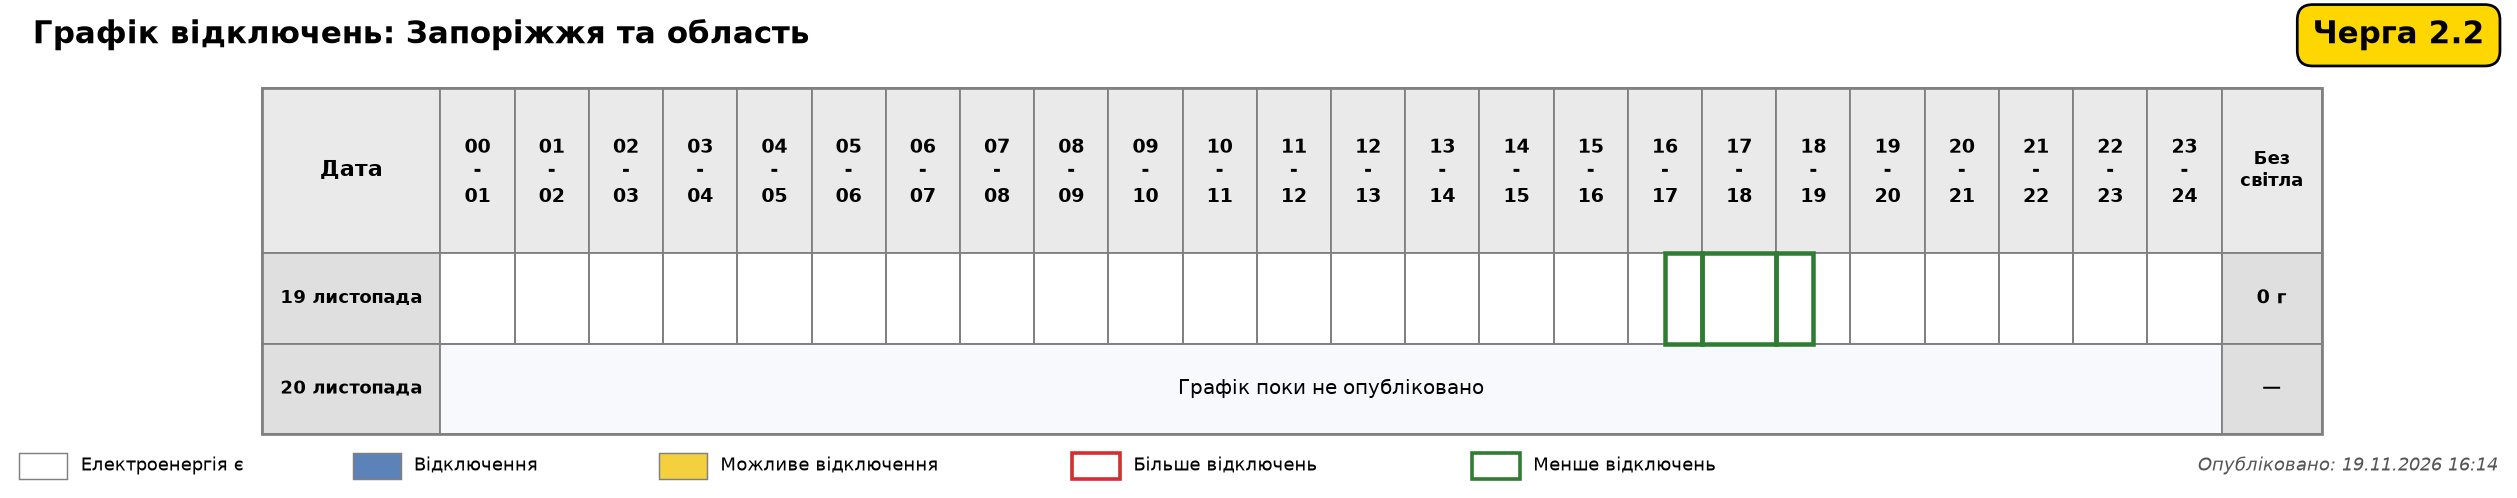 Графік відключень: Запоріжжя та область
Черга 2.2
Дата
00 - 01
01 - 02
02 - 03
03 - 04
04 - 05
05 - 06
06 - 07
07 - 08
08 - 09
09 - 10
10 - 11
11 - 12
12 - 13
13 - 14
14 - 15
15 - 16
16 - 17
17 - 18
18 - 19
19 - 20
20 - 21
21 - 22
22 - 23
23 - 24
Без
світла
19 листопада
0 г
20 листопада
Графік поки не опубліковано
—
Електроенергія є
Відключення
Можливе відключення
Більше відключень
Менше відключень
Опубліковано: 19.11.2026 16:14